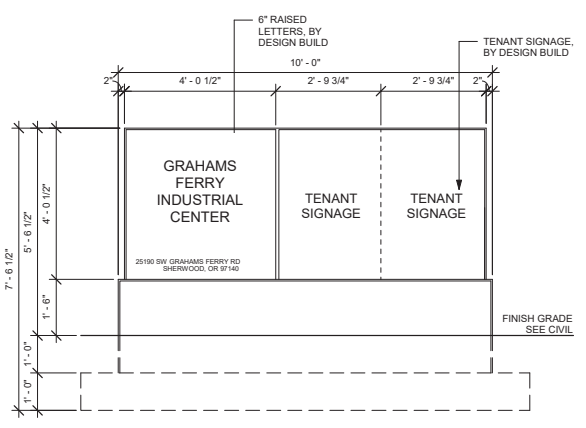 6" RAISED
LETTERS, BY
DESIGN BUILD
TENANT SIGNAGE,
BY DESIGN BUILD
10' - 0"
2"
4' - 0 1/2"
2' - 9 3/4"
2' - 9 3/4"
2"
GRAHAMS
FERRY
INDUSTRIAL
CENTER
25190 SW GRAHAMS FERRY RD
SHERWOOD, OR 97140
TENANT
SIGNAGE
TENANT
SIGNAGE
7' - 6 1/2"
5' - 6 1/2"
4' - 0 1/2"
1' - 6"
1' - 0"
1' - 0"
FINISH GRADE
SEE CIVIL